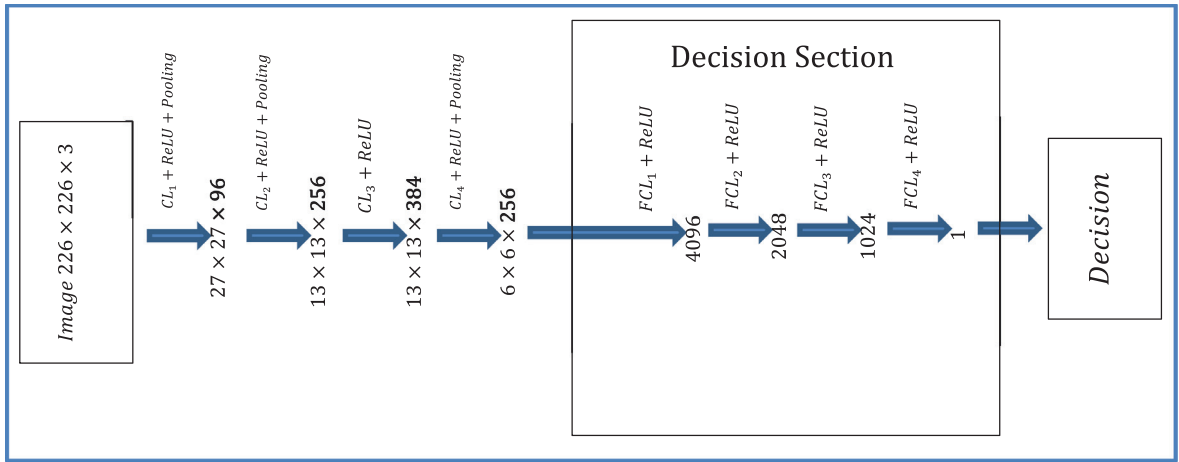 Decision Section
Image 226 × 226 × 3
CL₁ + ReLU + Pooling
27 × 27 × 96
CL₂ + ReLU + Pooling
13 × 13 × 256
CL₃ + ReLU
13 × 13 × 384
CL₄ + ReLU + Pooling
6 × 6 × 256
FCL₁ + ReLU
4096
FCL₂ + ReLU
2048
FCL₃ + ReLU
1024
FCL₄ + ReLU
1
Decision